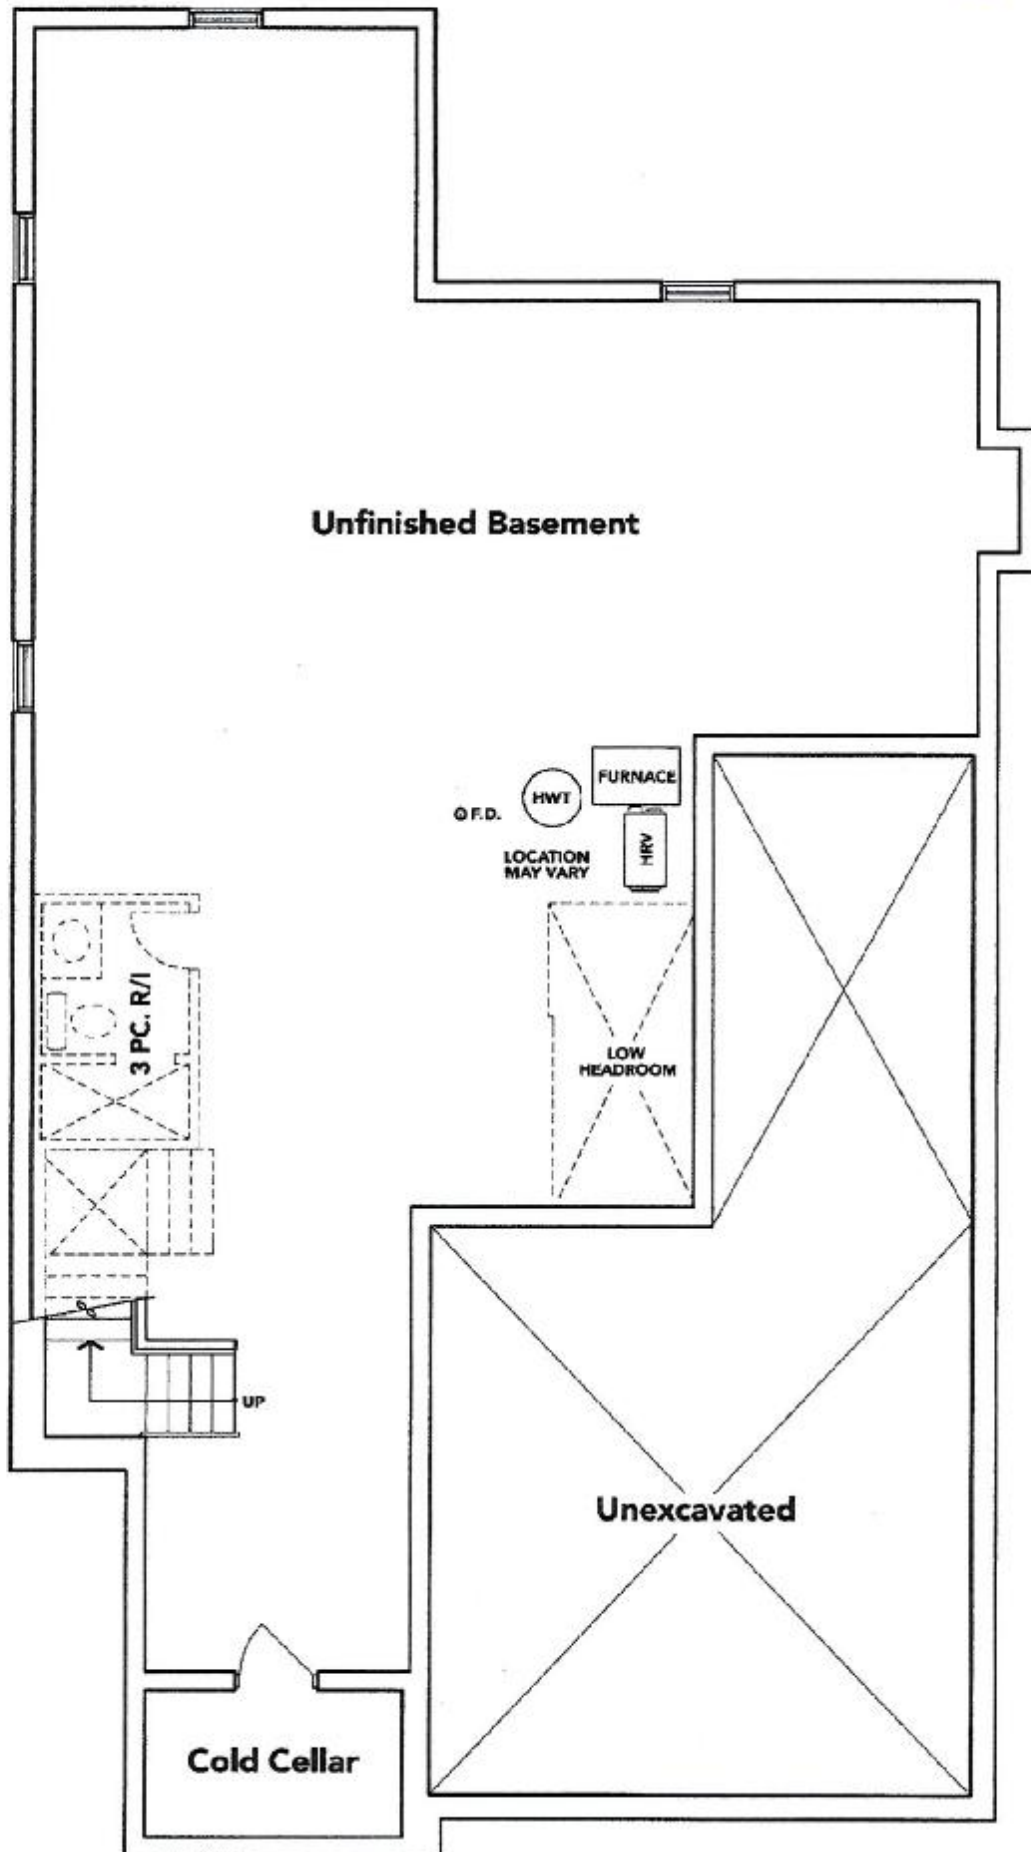 Unfinished Basement
FURNACE
HWT
F.D.
HRV
LOCATION
MAY VARY
3 PC. R/I
LOW
HEADROOM
UP
Unexcavated
Cold Cellar